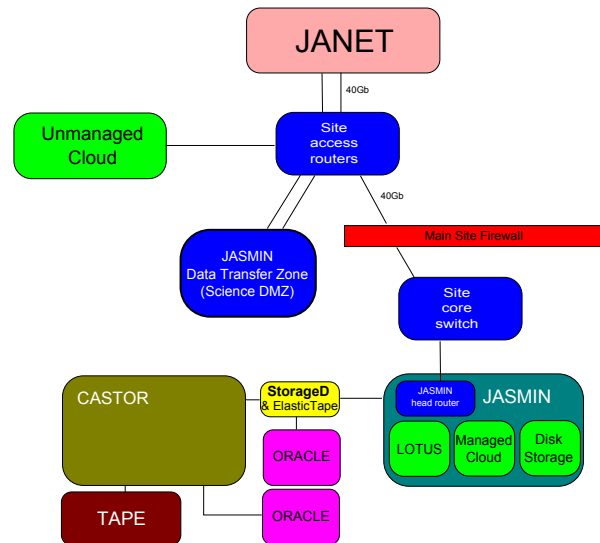 JANET
40Gb
Unmanaged
Cloud
Site
access
routers
40Gb
Main Site Firewall
JASMIN
Data Transfer Zone
(Science DMZ)
Site
core
switch
CASTOR
StorageD
& ElasticTape
JASMIN
head router
JASMIN
LOTUS
Managed
Cloud
Disk
Storage
ORACLE
TAPE
ORACLE